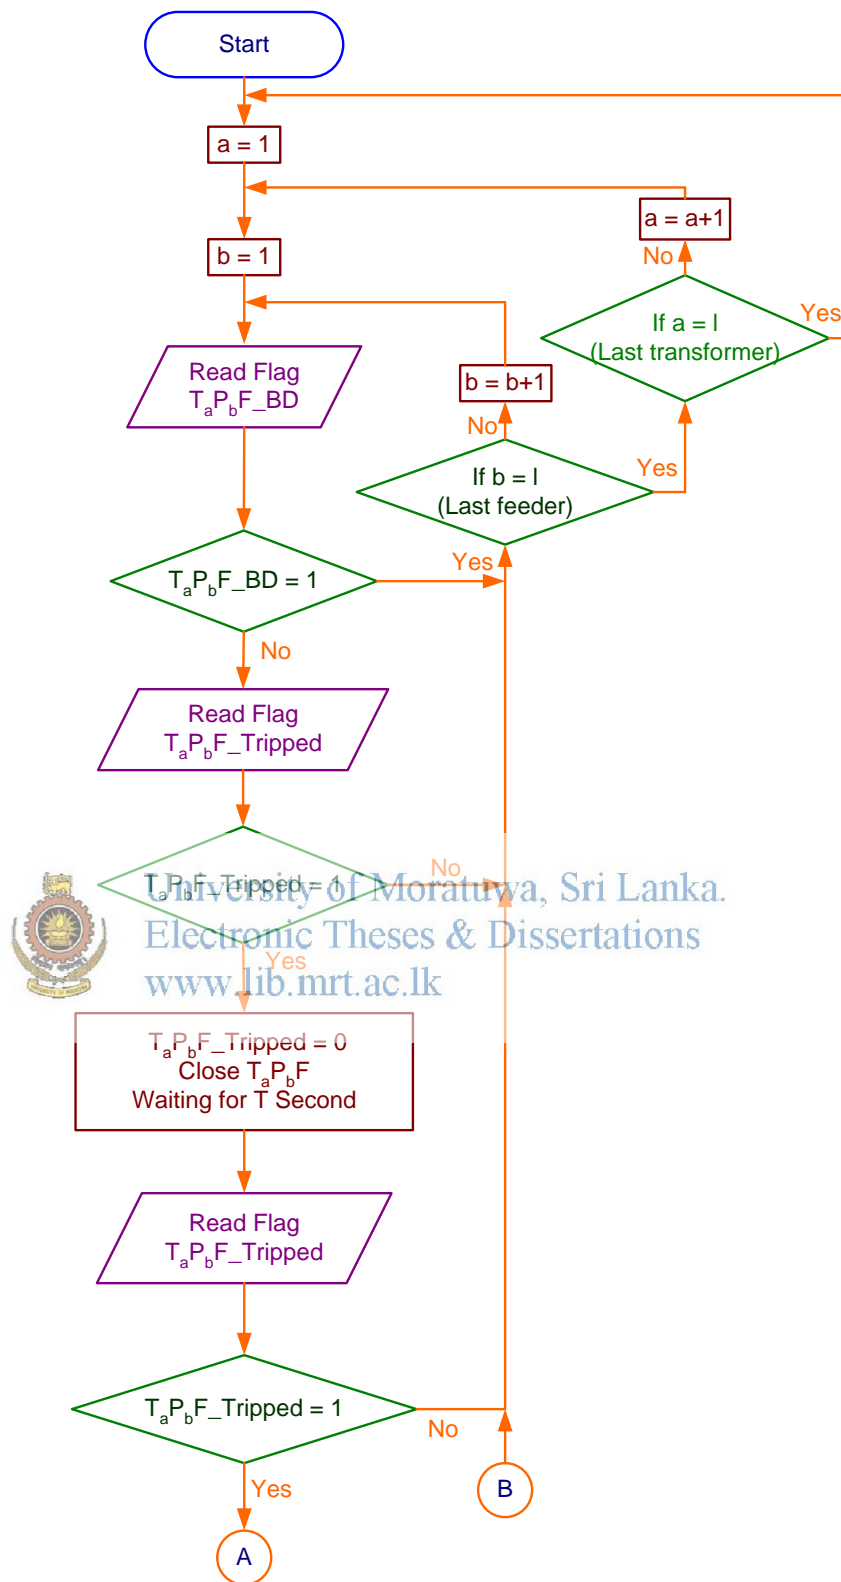 Start
a = 1
a = a+1
No
b = 1
If a = l
(Last transformer)
Yes
Read Flag
TaPbF_BD
b = b+1
No
If b = l
(Last feeder)
Yes
TaPbF_BD = 1
Yes
No
Read Flag
TaPbF_Tripped
TaPbF_Tripped = 1
No
Yes
University of Moratuwa, Sri Lanka.
Electronic Theses & Dissertations
www.lib.mrt.ac.lk
TaPbF_Tripped = 0
Close TaPbF
Waiting for T Second
Read Flag
TaPbF_Tripped
TaPbF_Tripped = 1
No
Yes
B
A